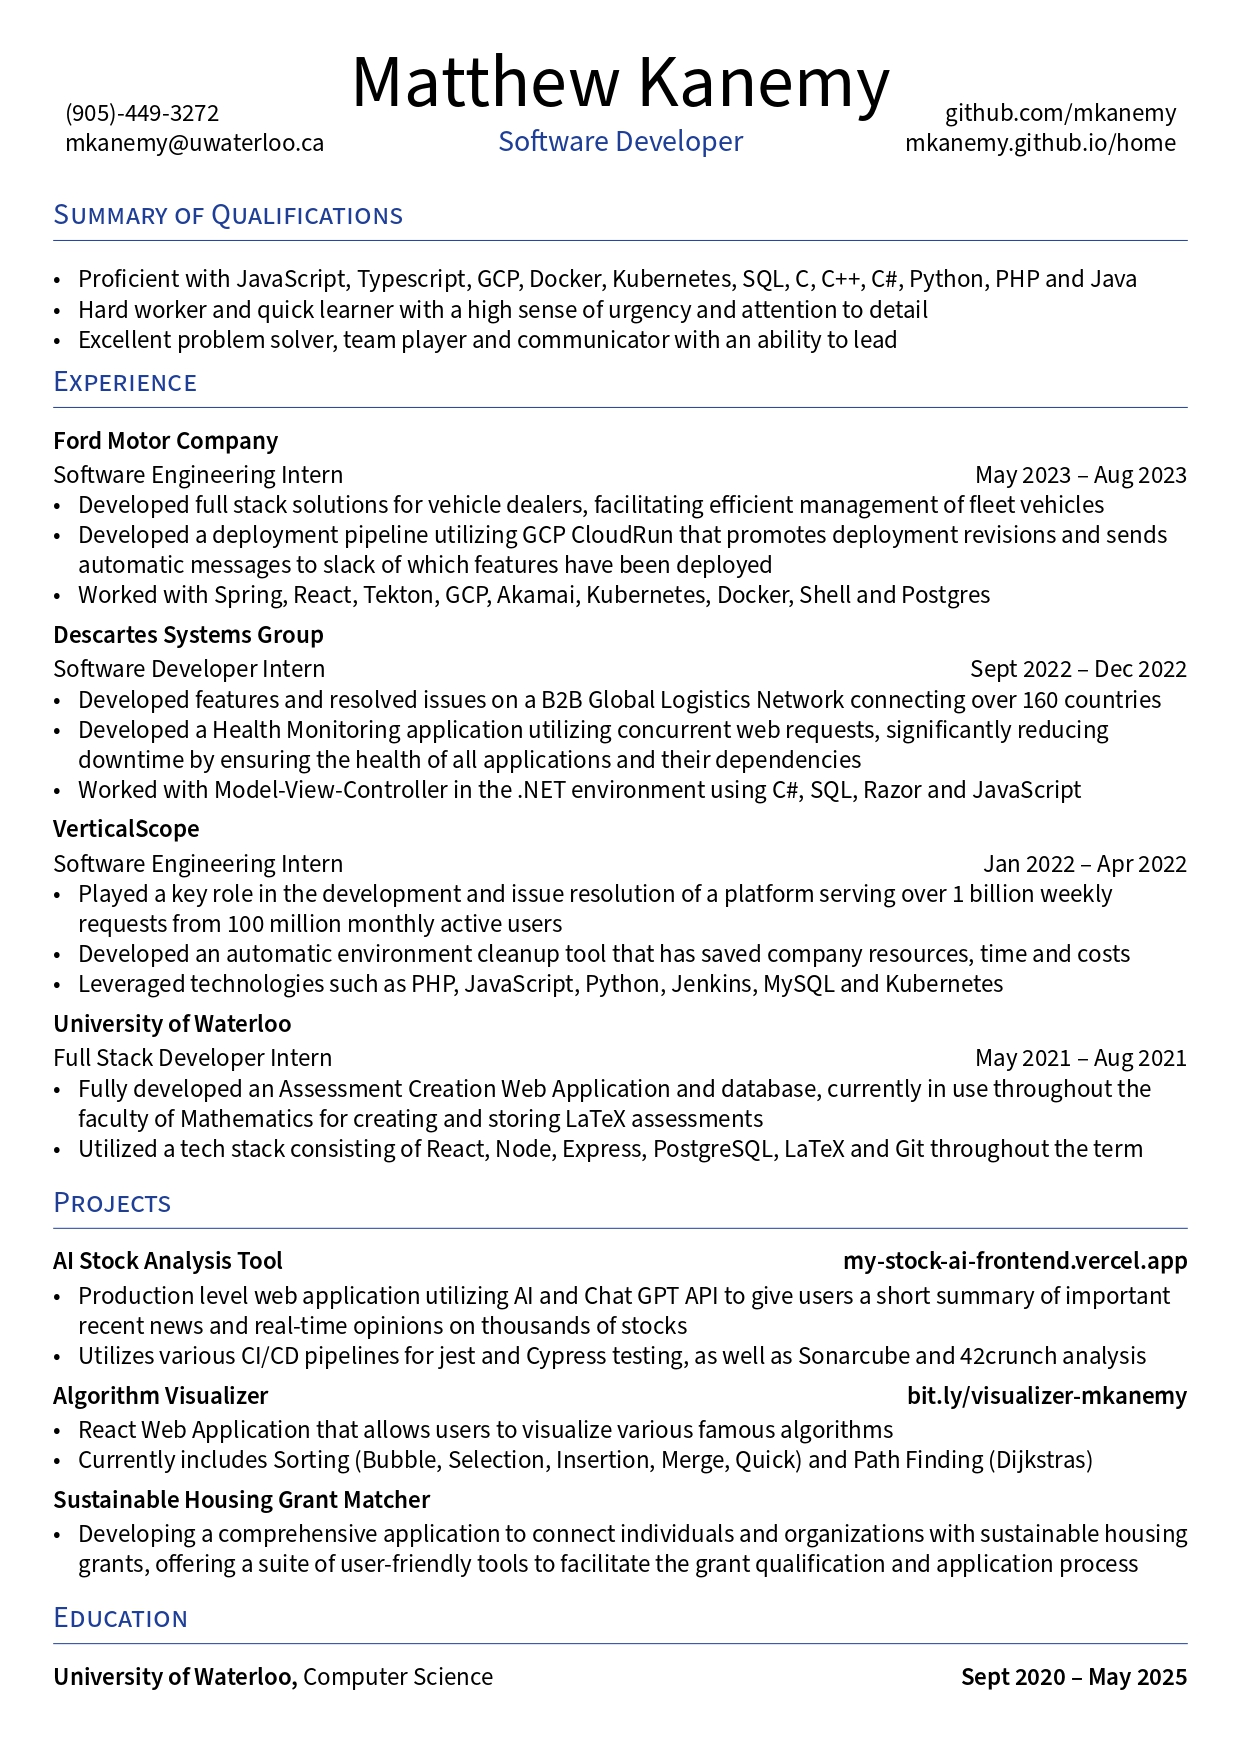 Matthew Kanemy
(905)-449-3272
mkanemy@uwaterloo.ca
Software Developer
github.com/mkanemy
mkanemy.github.io/home
Summary of Qualifications
• Proficient with JavaScript, Typescript, GCP, Docker, Kubernetes, SQL, C, C++, C#, Python, PHP and Java
• Hard worker and quick learner with a high sense of urgency and attention to detail
• Excellent problem solver, team player and communicator with an ability to lead
Experience
Ford Motor Company
Software Engineering Intern May 2023 – Aug 2023
• Developed full stack solutions for vehicle dealers, facilitating efficient management of fleet vehicles
• Developed a deployment pipeline utilizing GCP CloudRun that promotes deployment revisions and sends
automatic messages to slack of which features have been deployed
• Worked with Spring, React, Tekton, GCP, Akamai, Kubernetes, Docker, Shell and Postgres
Descartes Systems Group
Software Developer Intern Sept 2022 – Dec 2022
• Developed features and resolved issues on a B2B Global Logistics Network connecting over 160 countries
• Developed a Health Monitoring application utilizing concurrent web requests, significantly reducing
downtime by ensuring the health of all applications and their dependencies
• Worked with Model-View-Controller in the .NET environment using C#, SQL, Razor and JavaScript
VerticalScope
Software Engineering Intern Jan 2022 – Apr 2022
• Played a key role in the development and issue resolution of a platform serving over 1 billion weekly
requests from 100 million monthly active users
• Developed an automatic environment cleanup tool that has saved company resources, time and costs
• Leveraged technologies such as PHP, JavaScript, Python, Jenkins, MySQL and Kubernetes
University of Waterloo
Full Stack Developer Intern May 2021 – Aug 2021
• Fully developed an Assessment Creation Web Application and database, currently in use throughout the
faculty of Mathematics for creating and storing LaTeX assessments
• Utilized a tech stack consisting of React, Node, Express, PostgreSQL, LaTeX and Git throughout the term
Projects
AI Stock Analysis Tool my-stock-ai-frontend.vercel.app
• Production level web application utilizing AI and Chat GPT API to give users a short summary of important
recent news and real-time opinions on thousands of stocks
• Utilizes various CI/CD pipelines for jest and Cypress testing, as well as Sonarcube and 42crunch analysis
Algorithm Visualizer bit.ly/visualizer-mkanemy
• React Web Application that allows users to visualize various famous algorithms
• Currently includes Sorting (Bubble, Selection, Insertion, Merge, Quick) and Path Finding (Dijkstras)
Sustainable Housing Grant Matcher
• Developing a comprehensive application to connect individuals and organizations with sustainable housing
grants, offering a suite of user-friendly tools to facilitate the grant qualification and application process
Education
University of Waterloo, Computer Science Sept 2020 – May 2025